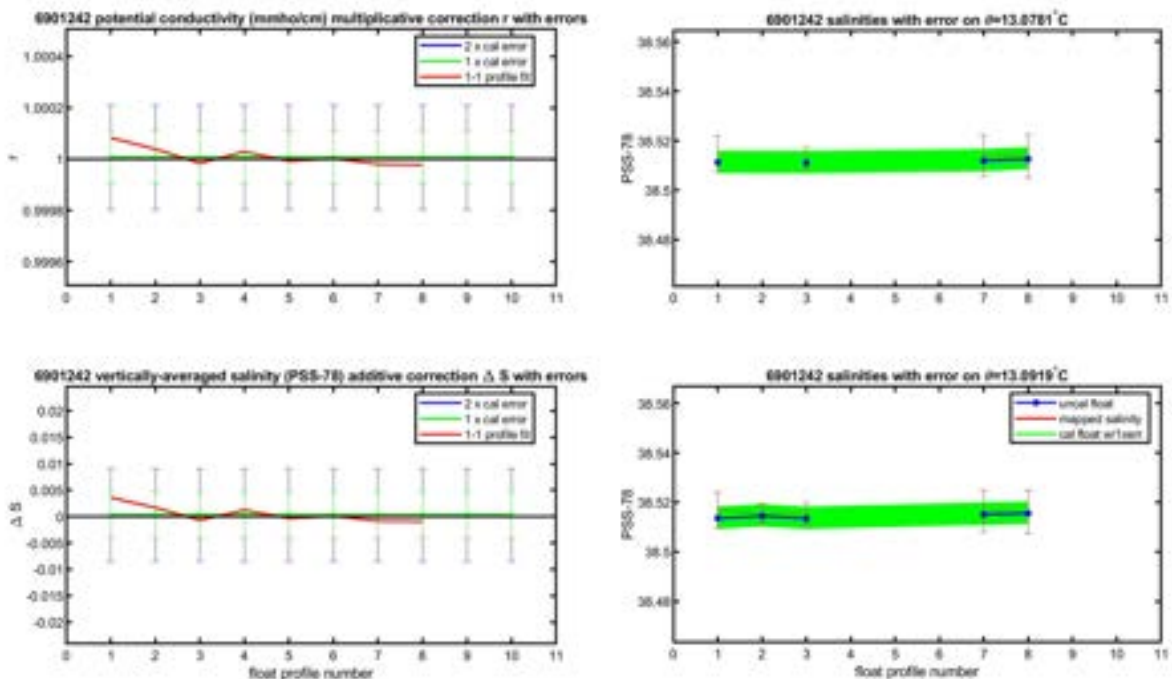 6901242 potential conductivity (mmho/cm) multiplicative correction r with errors
1.0004
1.0002
1
0.9998
0.9996
r
2 x cal error
1 x cal error
1-1 profile fit
0 1 2 3 4 5 6 7 8 9 10 11
6901242 salinities with error on θ=13.0781°C
38.56
38.54
38.52
38.5
38.48
PSS-78
0 1 2 3 4 5 6 7 8 9 10 11
6901242 vertically-averaged salinity (PSS-78) additive correction Δ S with errors
0.02
0.015
0.01
0.005
0
-0.005
-0.01
-0.015
-0.02
Δ S
2 x cal error
1 x cal error
1-1 profile fit
0 1 2 3 4 5 6 7 8 9 10 11
float profile number
6901242 salinities with error on θ=13.0919°C
38.56
38.54
38.52
38.5
38.48
PSS-78
uncal float
mapped salinity
cal float w/1xerr.
0 1 2 3 4 5 6 7 8 9 10 11
float profile number